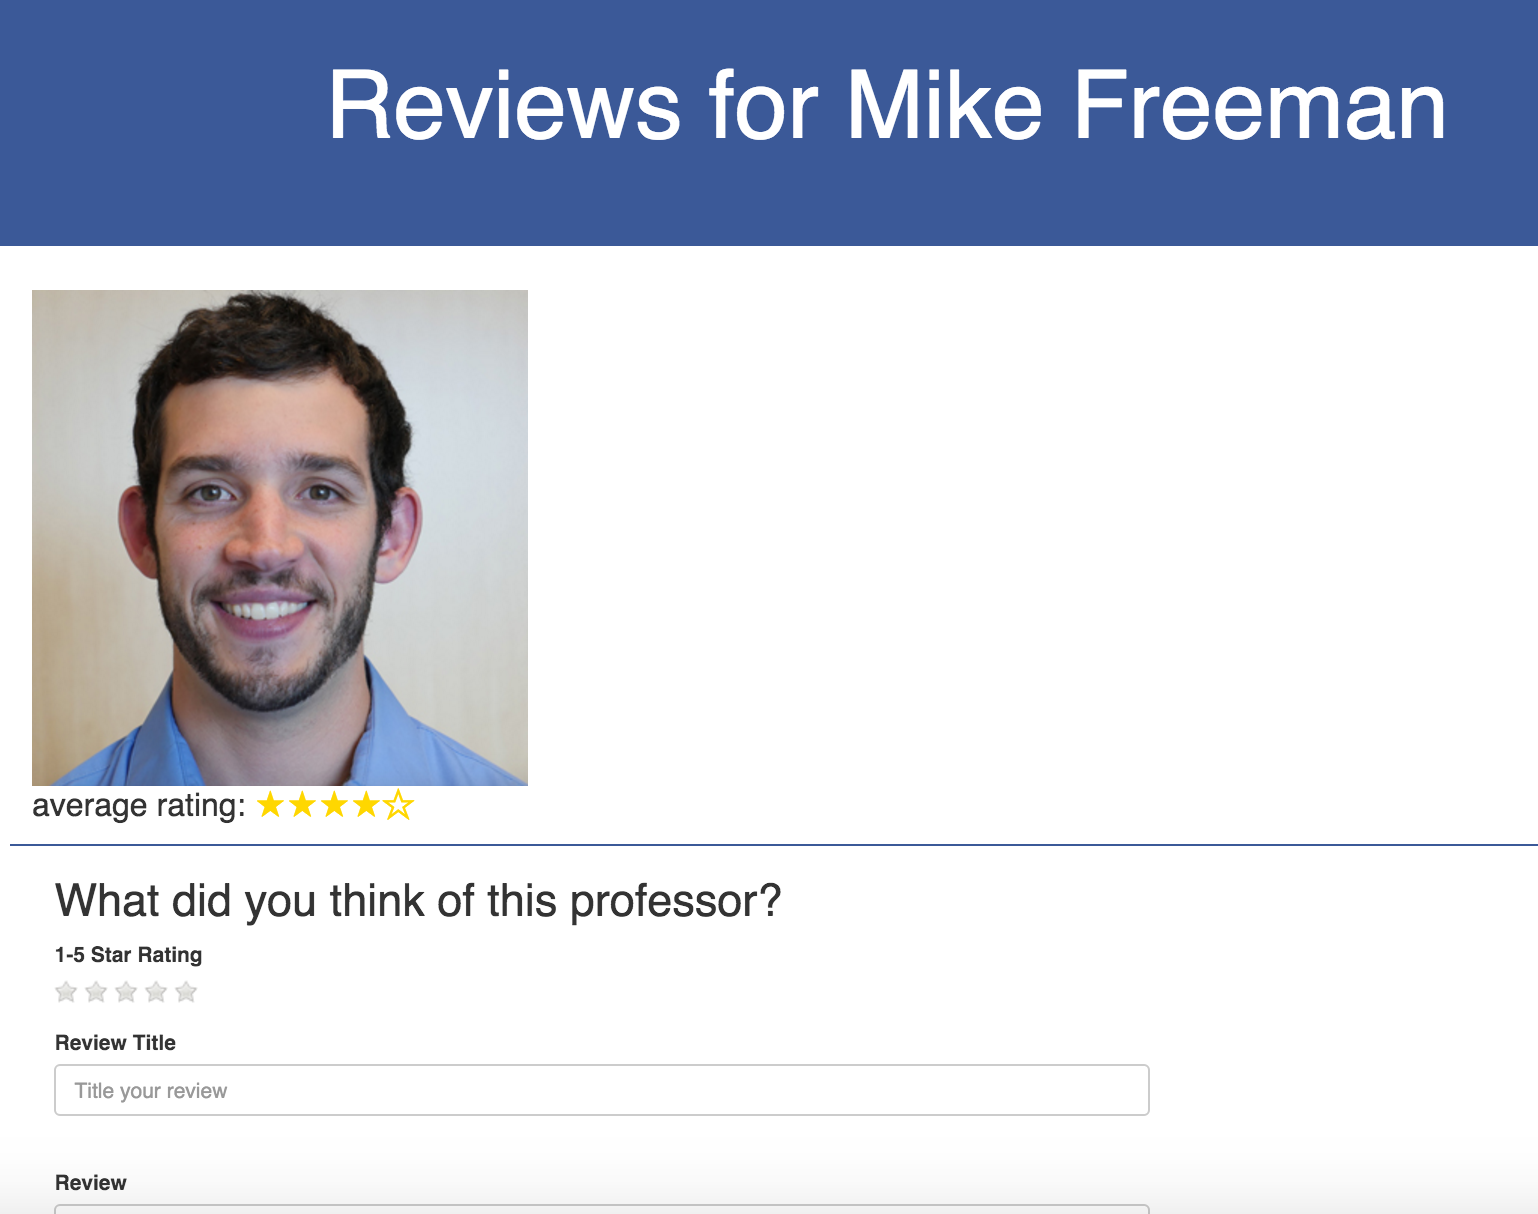 Reviews for Mike Freeman
average rating: ★★★★☆
What did you think of this professor?
1-5 Star Rating
Review Title
Title your review
Review